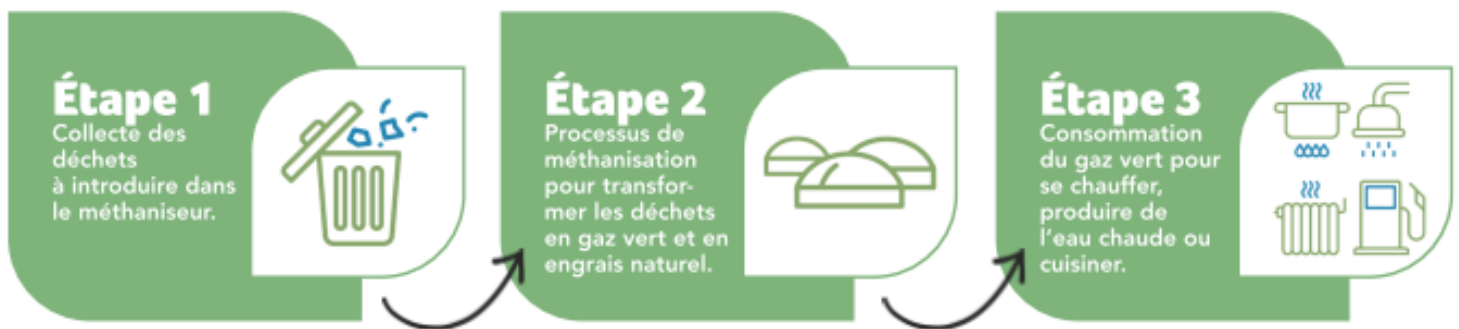 Étape 1
Collecte des
déchets
à introduire dans
le méthaniseur.
Étape 2
Processus de
méthanisation
pour transfor-
mer les déchets
en gaz vert et en
engrais naturel.
Étape 3
Consommation
du gaz vert pour
se chauffer,
produire de
l’eau chaude ou
cuisiner.